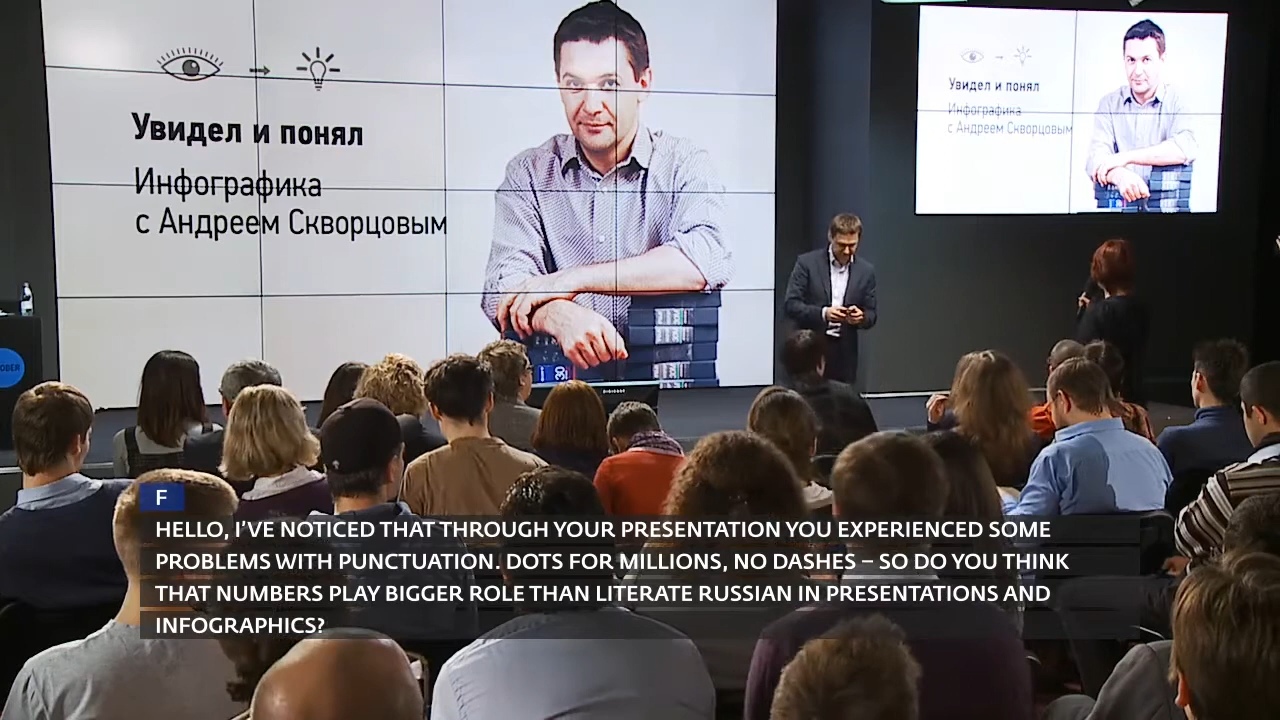 Увидел и понял
Инфографика
с Андреем Скворцовым
Увидел и понял
Инфографика
с Андреем Скворцовым
F
HELLO, I'VE NOTICED THAT THROUGH YOUR PRESENTATION YOU EXPERIENCED SOME
PROBLEMS WITH PUNCTUATION. DOTS FOR MILLIONS, NO DASHES – SO DO YOU THINK
THAT NUMBERS PLAY BIGGER ROLE THAN LITERATE RUSSIAN IN PRESENTATIONS AND
INFOGRAPHICS?